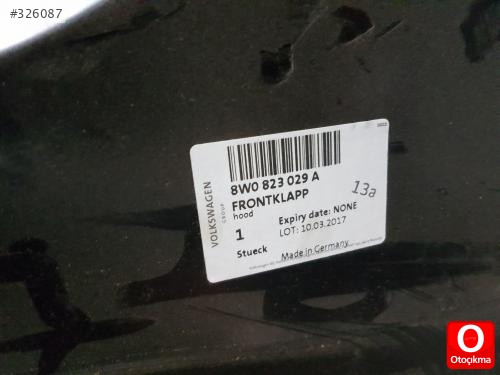 #326087
VOLKSWAGEN
GROUP
8W0 823 029 A
FRONTKLAPP
hood
13a
1
Expiry date: NONE
LOT: 10.03.2017
Stueck
Made in Germany
O
Otoçıkma